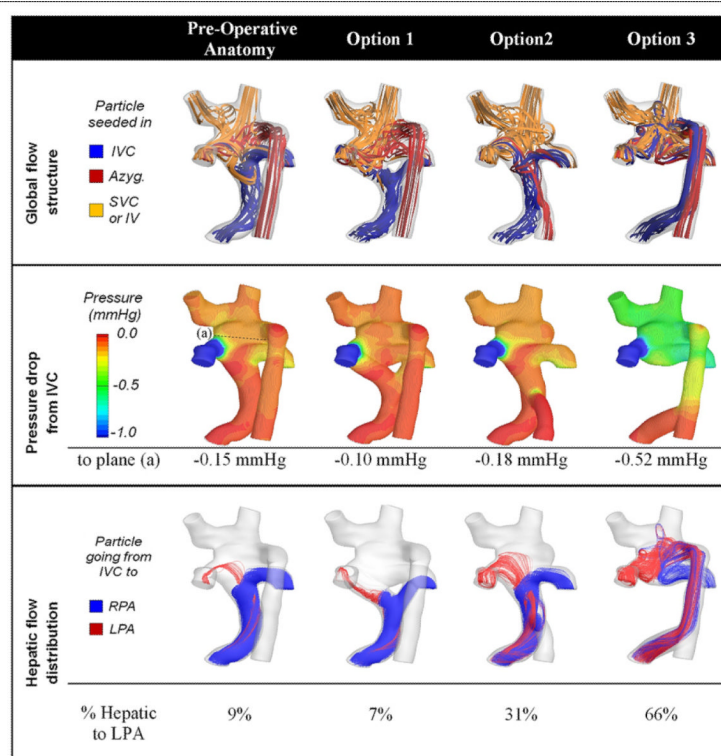 Pre-Operative Anatomy
Option 1
Option2
Option 3
Global flow structure
Particle seeded in
IVC
Azyg.
SVC or IV
Pressure drop from IVC
Pressure (mmHg)
0.0
-0.5
-1.0
(a)
to plane (a)
-0.15 mmHg
-0.10 mmHg
-0.18 mmHg
-0.52 mmHg
Hepatic flow distribution
Particle going from IVC to
RPA
LPA
% Hepatic to LPA
9%
7%
31%
66%